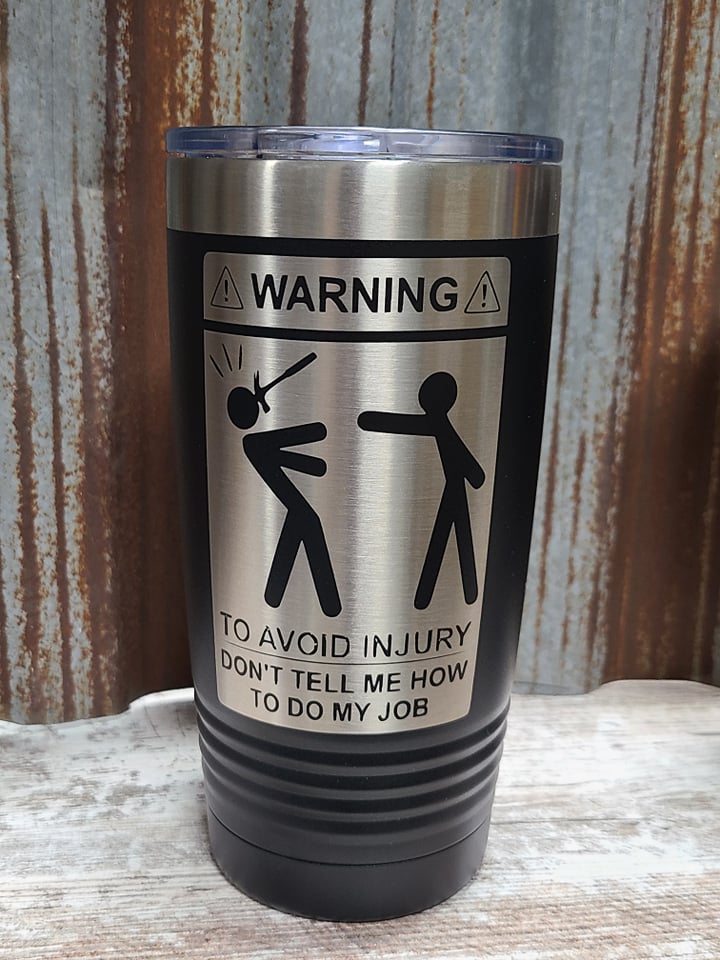 WARNING
TO AVOID INJURY
DON'T TELL ME HOW
TO DO MY JOB